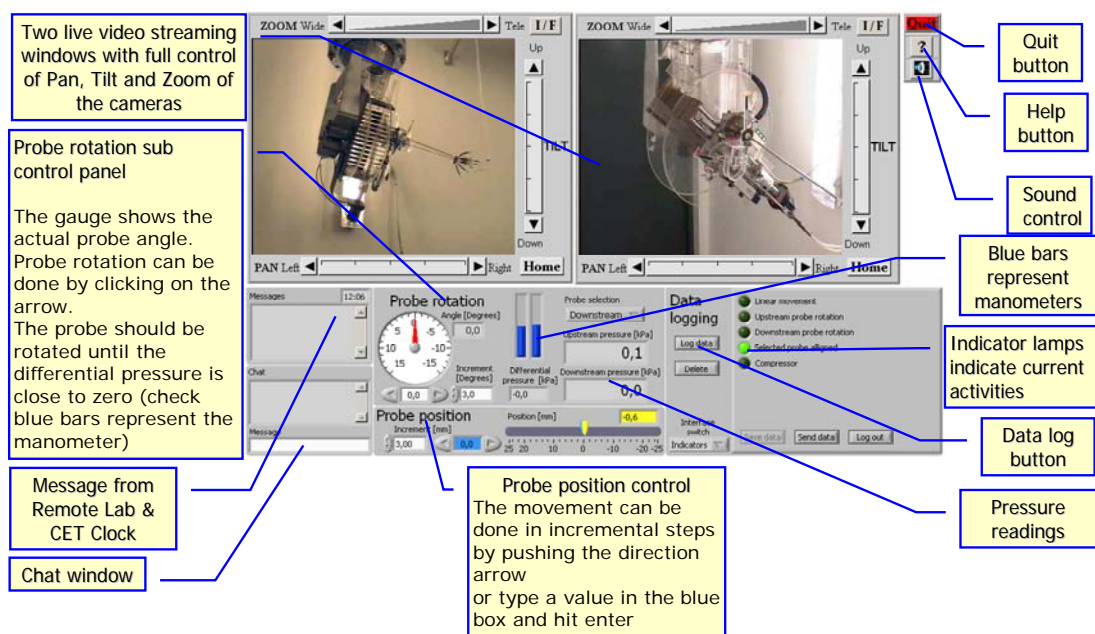 Two live video streaming
windows with full control
of Pan, Tilt and Zoom of
the cameras
Probe rotation sub
control panel
The gauge shows the
actual probe angle.
Probe rotation can be
done by clicking on the
arrow.
The probe should be
rotated until the
differential pressure is
close to zero (check
blue bars represent the
manometer)
Message from
Remote Lab &
CET Clock
Chat window
ZOOM Wide Tele I/F
Up
TILT
Down
PAN Left Right Home
ZOOM Wide Tele I/F
Up
TILT
Down
PAN Left Right Home
Quit
?
Quit
button
Help
button
Sound
control
Blue bars
represent
manometers
Indicator lamps
indicate current
activities
Data log
button
Pressure
readings
Messages 12:06
Chat
Message
Probe rotation
Angle [Degrees]
0,0
0
5 -5
10 -10
15 -15
Increment
[Degrees]
0,0 3,0
Differential
pressure [kPa]
-0,0
Probe selection
Downstream
Upstream pressure [kPa]
0,1
Downstream pressure [kPa]
0,0
Probe position
Increment [mm]
3,00 0,0
Position [mm] -0,6
25 20 10 0 -10 -20 -25
Data
logging
Log data
Delete
switch
Indicators
Linear movement
Upstream probe rotation
Downstream probe rotation
Selected probe alligned
Compressor
Save data Send data Log out
Probe position control
The movement can be
done in incremental steps
by pushing the direction
arrow
or type a value in the blue
box and hit enter